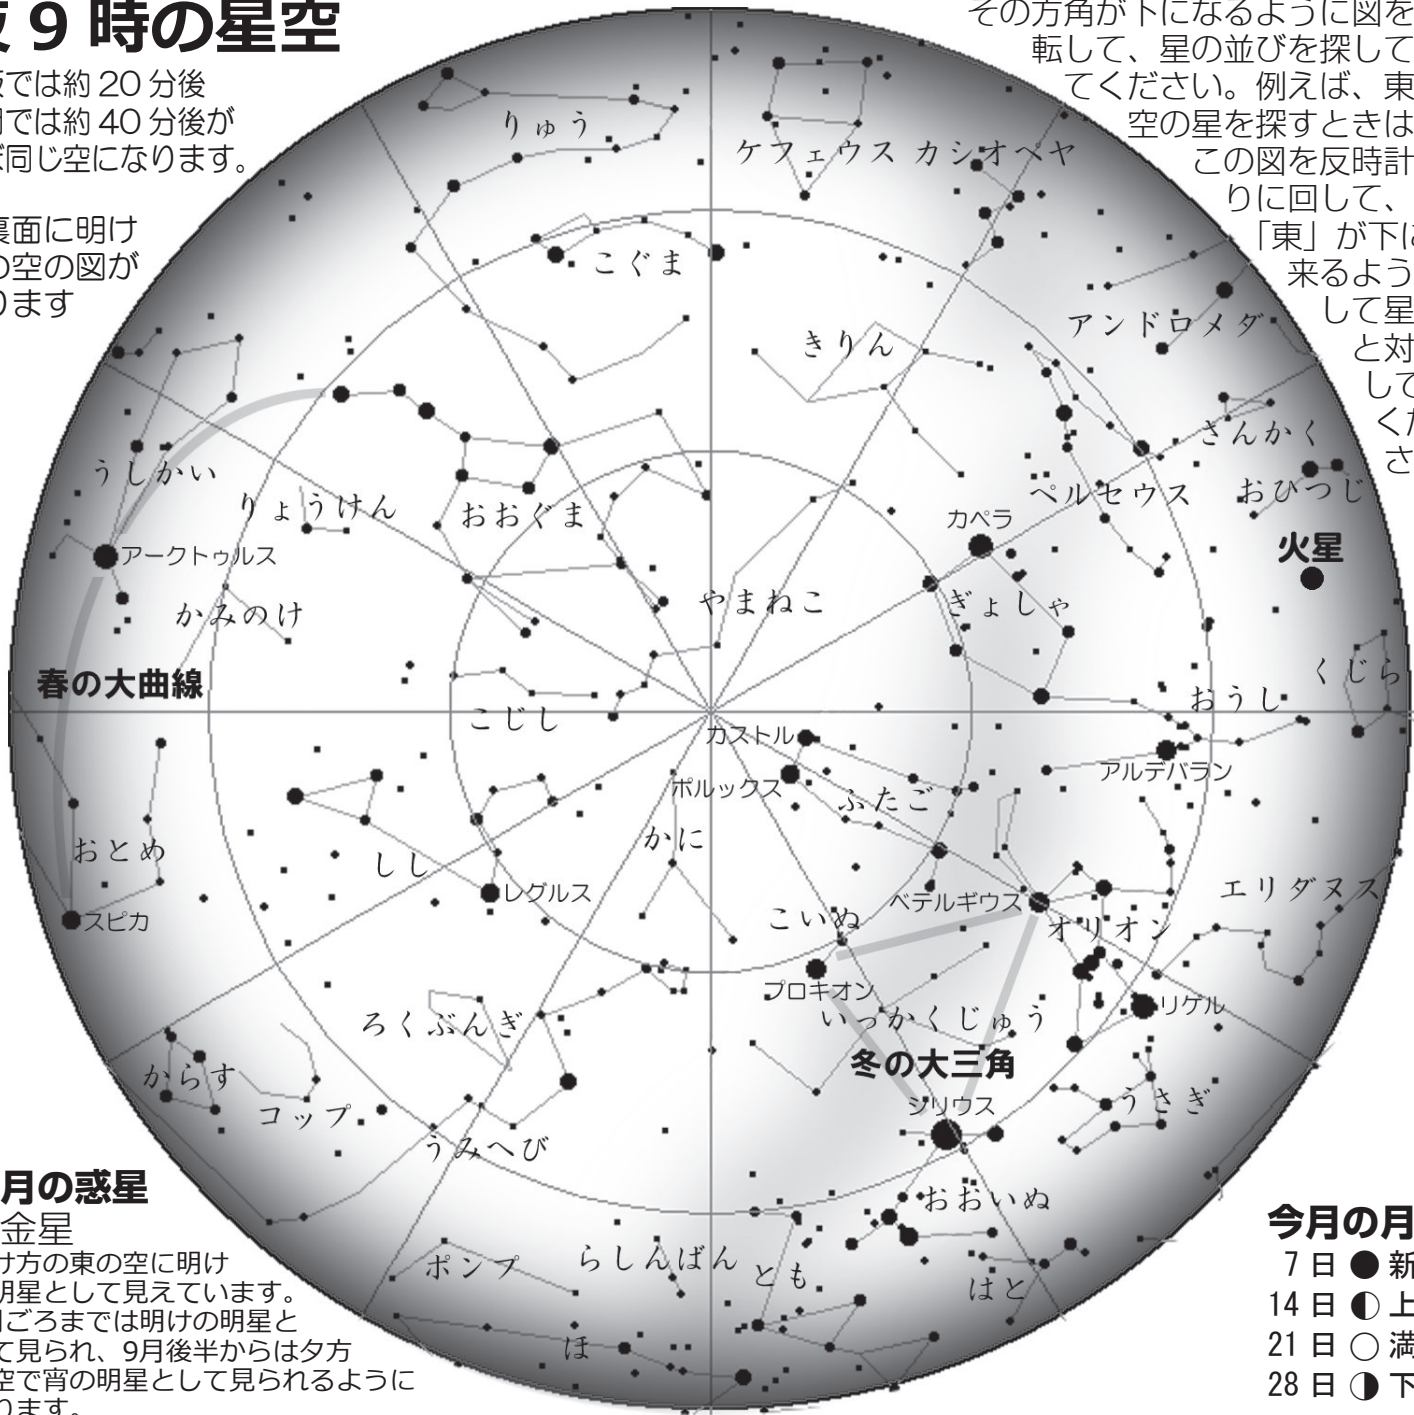 9 時の星空
では約 20 分後
では約 40 分後が
同じ空になります。
裏面に明け
の空の図が
ります
その方角が下になるように図を
転して、星の並びを探して
てください。例えば、東
空の星を探すときは
この図を反時計
りに回して、
「東」が下に
来るよう
して星
と対
して
くだ
さ
りゅう
ケフェウス
カシオペヤ
こぐま
きりん
アンドロメダ
さんかく
おひつじ
ペルセウス
うしかい
りょうけん
おおぐま
カペラ
火星
アークトゥルス
かみのけ
やまねこ
ぎょしゃ
春の大曲線
くじら
おうし
こじし
カストル
アルデバラン
ポルックス
ふたご
かに
おとめ
しし
レグルス
ベテルギウス
エリダヌス
スピカ
こいぬ
オリオン
プロキオン
リゲル
ろくぶんぎ
いっかくじゅう
冬の大三角
からす
コップ
シリウス
うさぎ
うみへび
おおいぬ
ポンプ
らしんばん
とも
はと
ほ
月の惑星
金星
け方の東の空に明け
明星として見えています。
月ごろまでは明けの明星と
て見られ、9月後半からは夕方
空で宵の明星として見られるように
ります。
今月の月
7 日 ● 新
14 日 ◐ 上
21 日 ○ 満
28 日 ◑ 下